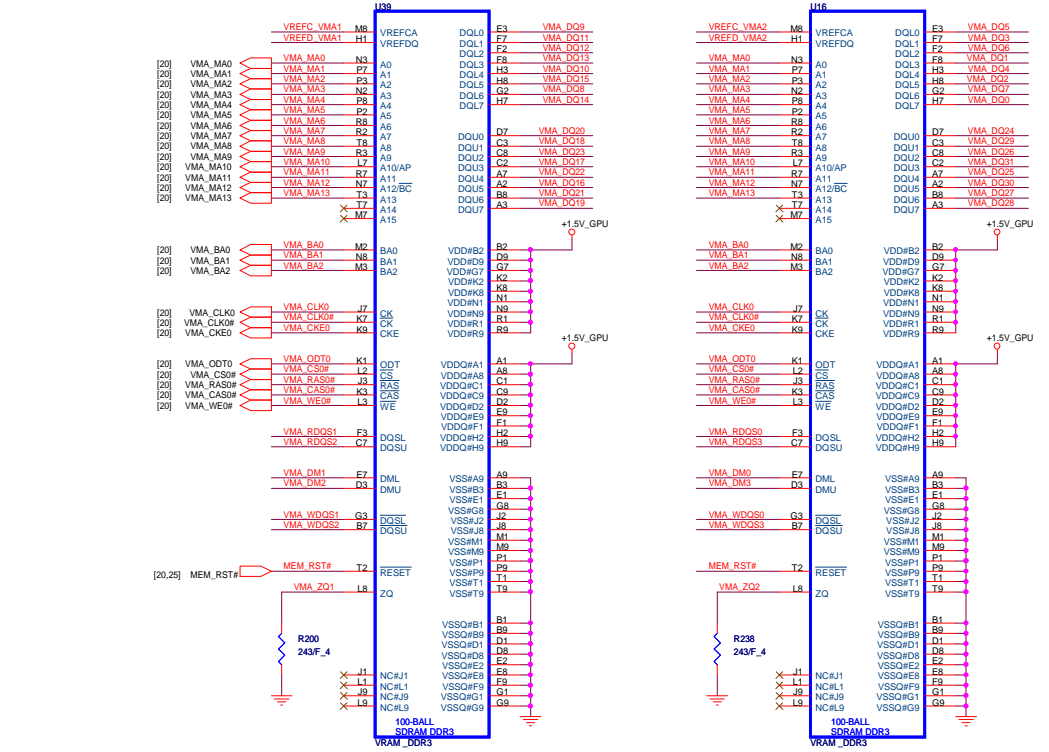 U39
VREFC_VMA1 M8 VREFCA DQL0 E3 VMA_DQ9
VREFD_VMA1 H1 VREFDQ DQL1 F7 VMA_DQ11
DQL2 F2 VMA_DQ12
[20] VMA_MA0 VMA_MA0 N3 A0 DQL3 F8 VMA_DQ13
[20] VMA_MA1 VMA_MA1 P7 A1 DQL4 H3 VMA_DQ10
[20] VMA_MA2 VMA_MA2 P3 A2 DQL5 H8 VMA_DQ15
[20] VMA_MA3 VMA_MA3 N2 A3 DQL6 G2 VMA_DQ8
[20] VMA_MA4 VMA_MA4 P8 A4 DQL7 H7 VMA_DQ14
[20] VMA_MA5 VMA_MA5 P2 A5
[20] VMA_MA6 VMA_MA6 R8 A6
[20] VMA_MA7 VMA_MA7 R2 A7 DQU0 D7 VMA_DQ20
[20] VMA_MA8 VMA_MA8 T8 A8 DQU1 C3 VMA_DQ18
[20] VMA_MA9 VMA_MA9 R3 A9 DQU2 C8 VMA_DQ23
[20] VMA_MA10 VMA_MA10 L7 A10/AP DQU3 C2 VMA_DQ17
[20] VMA_MA11 VMA_MA11 R7 A11 DQU4 A7 VMA_DQ22
[20] VMA_MA12 VMA_MA12 N7 A12/BC DQU5 A2 VMA_DQ16
[20] VMA_MA13 VMA_MA13 T3 A13 DQU6 B8 VMA_DQ21
T7 A14 DQU7 A3 VMA_DQ19
M7 A15
+1.5V_GPU
[20] VMA_BA0 VMA_BA0 M2 BA0 VDD#B2 B2
[20] VMA_BA1 VMA_BA1 N8 BA1 VDD#D9 D9
[20] VMA_BA2 VMA_BA2 M3 BA2 VDD#G7 G7
VDD#K2 K2
VDD#K8 K8
VDD#N1 N1
[20] VMA_CLK0 VMA_CLK0 J7 CK VDD#N9 N9
[20] VMA_CLK0# VMA_CLK0# K7 CK VDD#R1 R1
[20] VMA_CKE0 VMA_CKE0 K9 CKE VDD#R9 R9
+1.5V_GPU
[20] VMA_ODT0 VMA_ODT0 K1 ODT VDDQ#A1 A1
[20] VMA_CS0# VMA_CS0# L2 CS VDDQ#A8 A8
[20] VMA_RAS0# VMA_RAS0# J3 RAS VDDQ#C1 C1
[20] VMA_CAS0# VMA_CAS0# K3 CAS VDDQ#C9 C9
[20] VMA_WE0# VMA_WE0# L3 WE VDDQ#D2 D2
VDDQ#E9 E9
VDDQ#F1 F1
VMA_RDQS1 F3 DQSL VDDQ#H2 H2
VMA_RDQS2 C7 DQSU VDDQ#H9 H9
VMA_DM1 E7 DML VSS#A9 A9
VMA_DM2 D3 DMU VSS#B3 B3
VSS#E1 E1
VSS#G8 G8
VMA_WDQS1 G3 DQSL VSS#J2 J2
VMA_WDQS2 B7 DQSU VSS#J8 J8
VSS#M1 M1
VSS#M9 M9
VSS#P1 P1
[20,25] MEM_RST# MEM_RST# T2 RESET VSS#P9 P9
VSS#T1 T1
VMA_ZQ1 L8 ZQ VSS#T9 T9
VSSQ#B1 B1
VSSQ#B9 B9
R200 VSSQ#D1 D1
243/F_4 VSSQ#D8 D8
VSSQ#E2 E2
J1 NC#J1 VSSQ#E8 E8
L1 NC#L1 VSSQ#F9 F9
J9 NC#J9 VSSQ#G1 G1
L9 NC#L9 VSSQ#G9 G9
100-BALL
SDRAM DDR3
VRAM _DDR3
U16
VREFC_VMA2 M8 VREFCA DQL0 E3 VMA_DQ5
VREFD_VMA2 H1 VREFDQ DQL1 F7 VMA_DQ3
DQL2 F2 VMA_DQ6
VMA_MA0 N3 A0 DQL3 F8 VMA_DQ1
VMA_MA1 P7 A1 DQL4 H3 VMA_DQ4
VMA_MA2 P3 A2 DQL5 H8 VMA_DQ2
VMA_MA3 N2 A3 DQL6 G2 VMA_DQ7
VMA_MA4 P8 A4 DQL7 H7 VMA_DQ0
VMA_MA5 P2 A5
VMA_MA6 R8 A6
VMA_MA7 R2 A7 DQU0 D7 VMA_DQ24
VMA_MA8 T8 A8 DQU1 C3 VMA_DQ29
VMA_MA9 R3 A9 DQU2 C8 VMA_DQ26
VMA_MA10 L7 A10/AP DQU3 C2 VMA_DQ31
VMA_MA11 R7 A11 DQU4 A7 VMA_DQ25
VMA_MA12 N7 A12/BC DQU5 A2 VMA_DQ30
VMA_MA13 T3 A13 DQU6 B8 VMA_DQ27
T7 A14 DQU7 A3 VMA_DQ28
M7 A15
+1.5V_GPU
VMA_BA0 M2 BA0 VDD#B2 B2
VMA_BA1 N8 BA1 VDD#D9 D9
VMA_BA2 M3 BA2 VDD#G7 G7
VDD#K2 K2
VDD#K8 K8
VDD#N1 N1
VMA_CLK0 J7 CK VDD#N9 N9
VMA_CLK0# K7 CK VDD#R1 R1
VMA_CKE0 K9 CKE VDD#R9 R9
+1.5V_GPU
VMA_ODT0 K1 ODT VDDQ#A1 A1
VMA_CS0# L2 CS VDDQ#A8 A8
VMA_RAS0# J3 RAS VDDQ#C1 C1
VMA_CAS0# K3 CAS VDDQ#C9 C9
VMA_WE0# L3 WE VDDQ#D2 D2
VDDQ#E9 E9
VDDQ#F1 F1
VMA_RDQS0 F3 DQSL VDDQ#H2 H2
VMA_RDQS3 C7 DQSU VDDQ#H9 H9
VMA_DM0 E7 DML VSS#A9 A9
VMA_DM3 D3 DMU VSS#B3 B3
VSS#E1 E1
VSS#G8 G8
VMA_WDQS0 G3 DQSL VSS#J2 J2
VMA_WDQS3 B7 DQSU VSS#J8 J8
VSS#M1 M1
VSS#M9 M9
VSS#P1 P1
MEM_RST# T2 RESET VSS#P9 P9
VSS#T1 T1
VMA_ZQ2 L8 ZQ VSS#T9 T9
VSSQ#B1 B1
VSSQ#B9 B9
R238 VSSQ#D1 D1
243/F_4 VSSQ#D8 D8
VSSQ#E2 E2
J1 NC#J1 VSSQ#E8 E8
L1 NC#L1 VSSQ#F9 F9
J9 NC#J9 VSSQ#G1 G1
L9 NC#L9 VSSQ#G9 G9
100-BALL
SDRAM DDR3
VRAM _DDR3